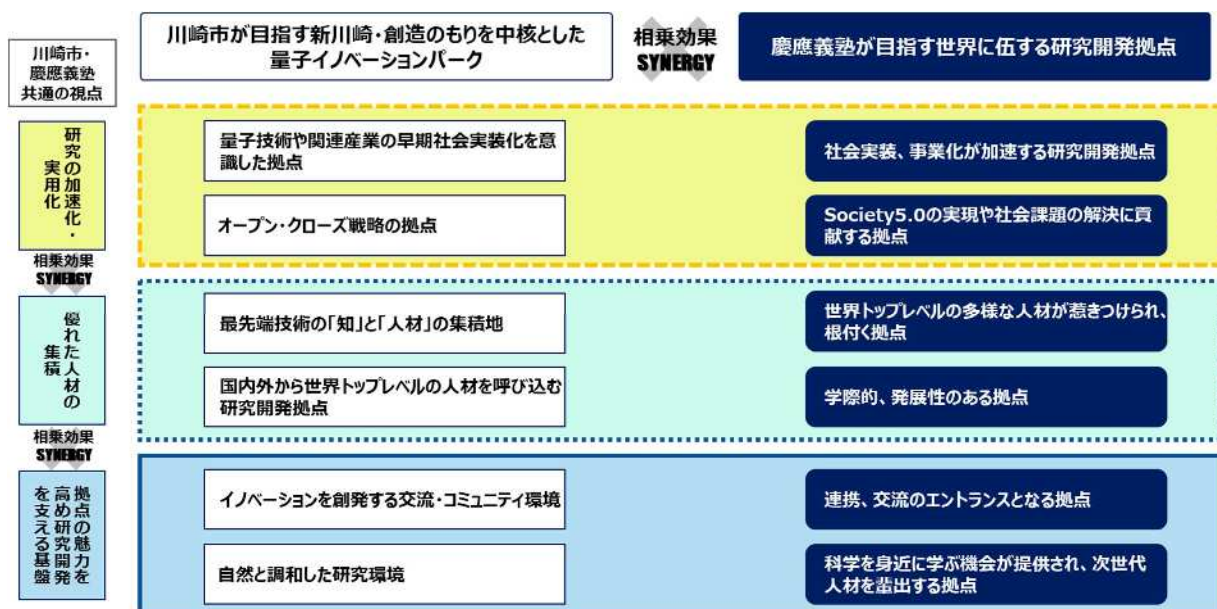 川崎市・
慶應義塾
共通の視点
川崎市が目指す新川崎・創造のもりを中核とした
量子イノベーションパーク
相乗効果
SYNERGY
慶應義塾が目指す世界に伍する研究開発拠点
研究の加速化・
実用化
量子技術や関連産業の早期社会実装化を意
識した拠点
社会実装、事業化が加速する研究開発拠点
オープン・クローズ戦略の拠点
Society5.0の実現や社会課題の解決に貢
献する拠点
相乗効果
SYNERGY
優れた人材の
集積
最先端技術の「知」と「人材」の集積地
世界トップレベルの多様な人材が惹きつけられ、
根付く拠点
国内外から世界トップレベルの人材を呼び込む
研究開発拠点
学際的、発展性のある拠点
相乗効果
SYNERGY
拠点の魅力を
高め研究開発
を支える基盤
イノベーションを創発する交流・コミュニティ環境
連携、交流のエントランスとなる拠点
自然と調和した研究環境
科学を身近に学ぶ機会が提供され、次世代
人材を輩出する拠点